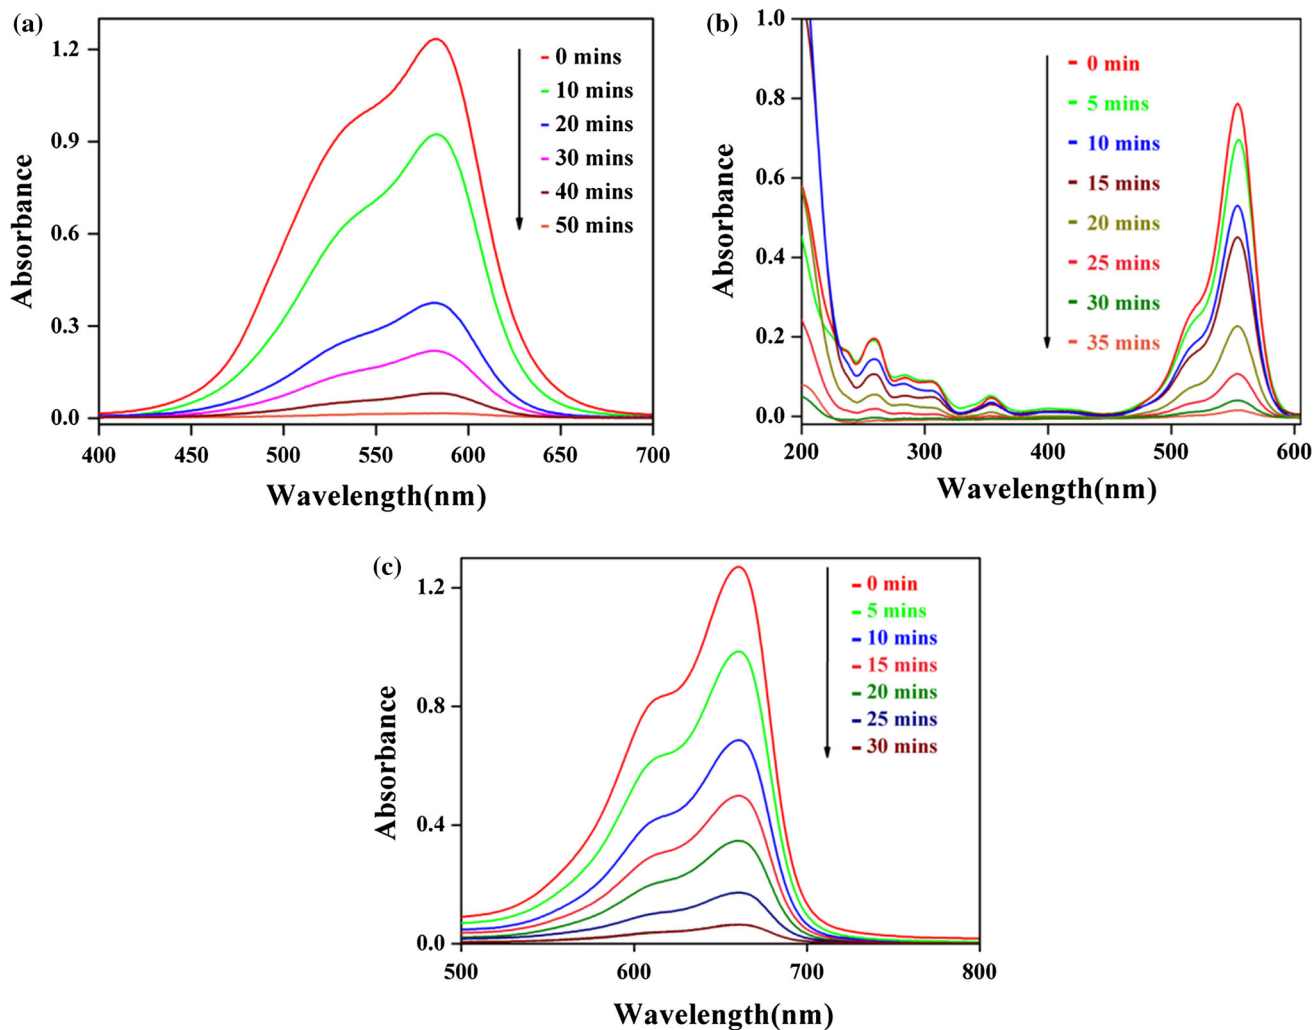 (a)
1.2
0.9
0.6
0.3
0.0
Absorbance
0 mins
10 mins
20 mins
30 mins
40 mins
50 mins
400 450 500 550 600 650 700
Wavelength(nm)
(b)
1.0
0.8
0.6
0.4
0.2
0.0
Absorbance
0 min
5 mins
10 mins
15 mins
20 mins
25 mins
30 mins
35 mins
200 300 400 500 600
Wavelength(nm)
(c)
1.2
0.8
0.4
0.0
Absorbance
0 min
5 mins
10 mins
15 mins
20 mins
25 mins
30 mins
500 600 700 800
Wavelength(nm)